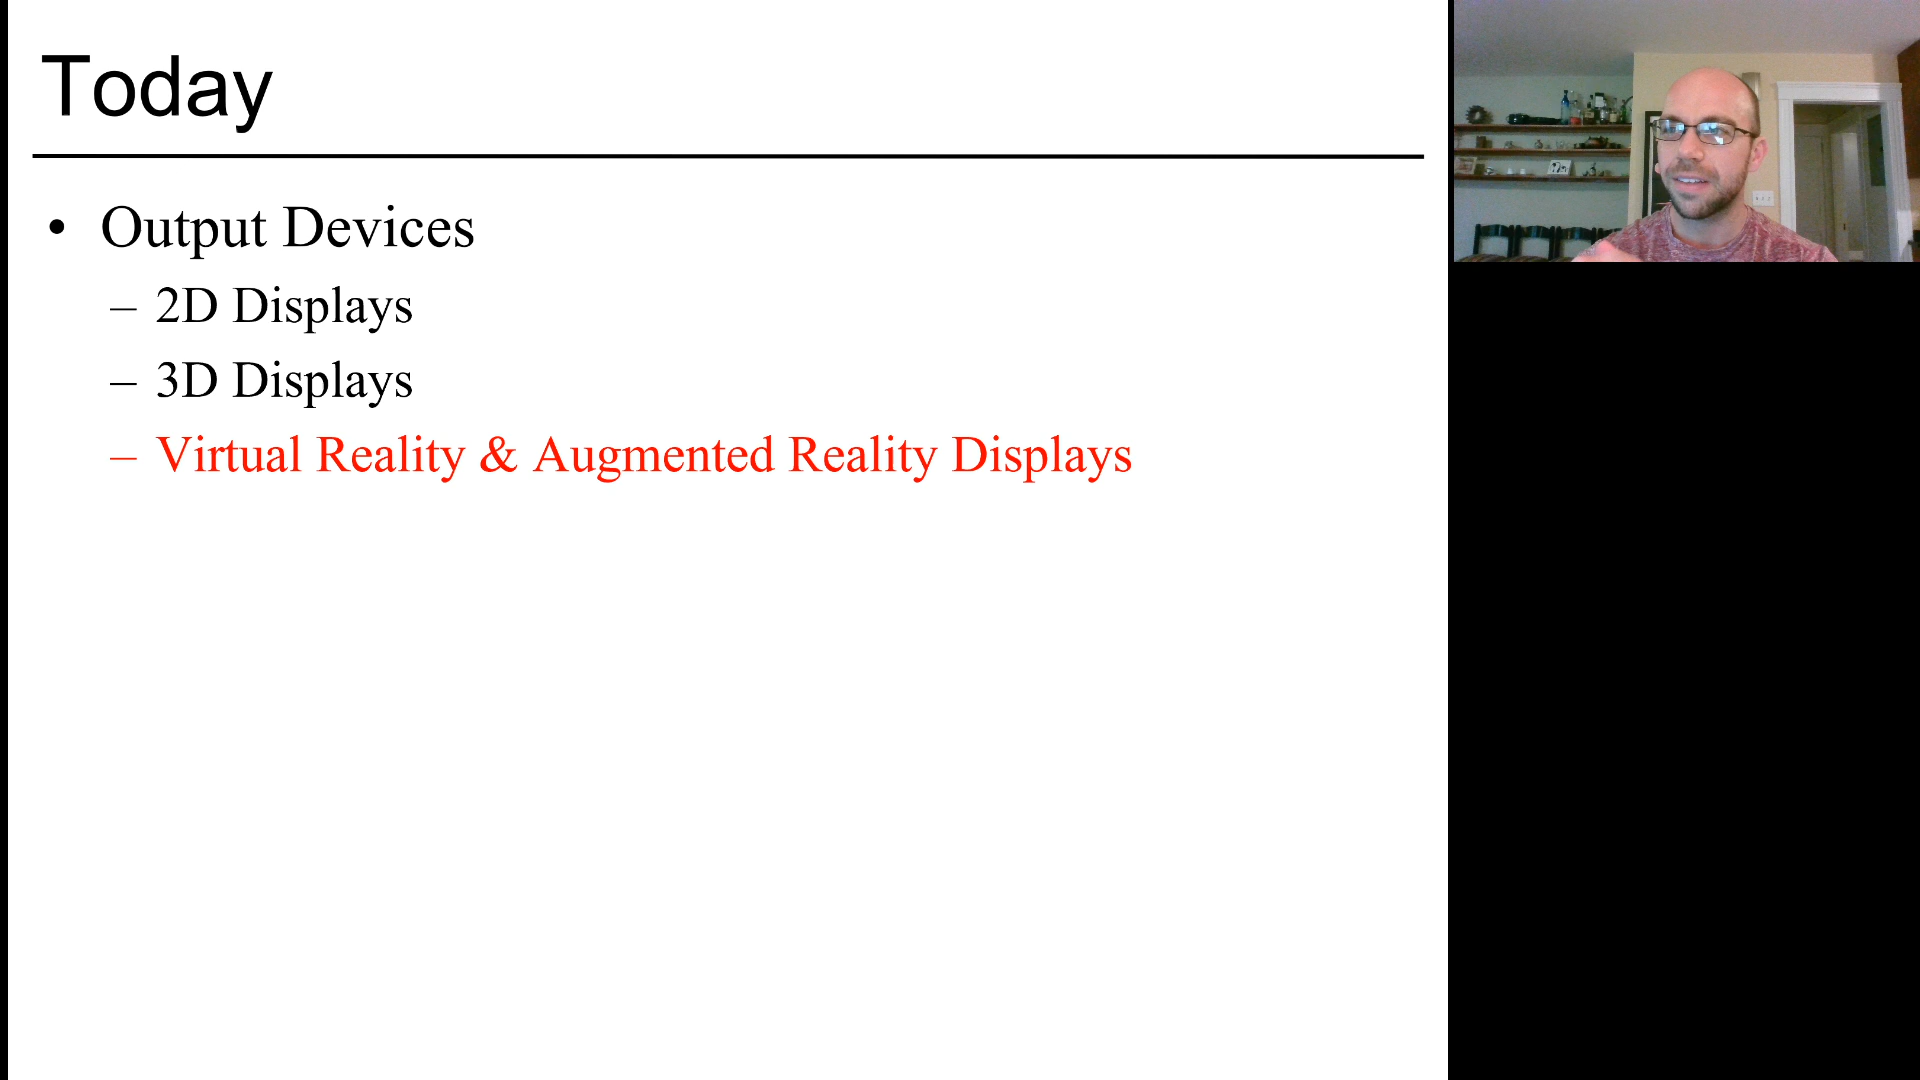 Today
• Output Devices
– 2D Displays
– 3D Displays
– Virtual Reality & Augmented Reality Displays